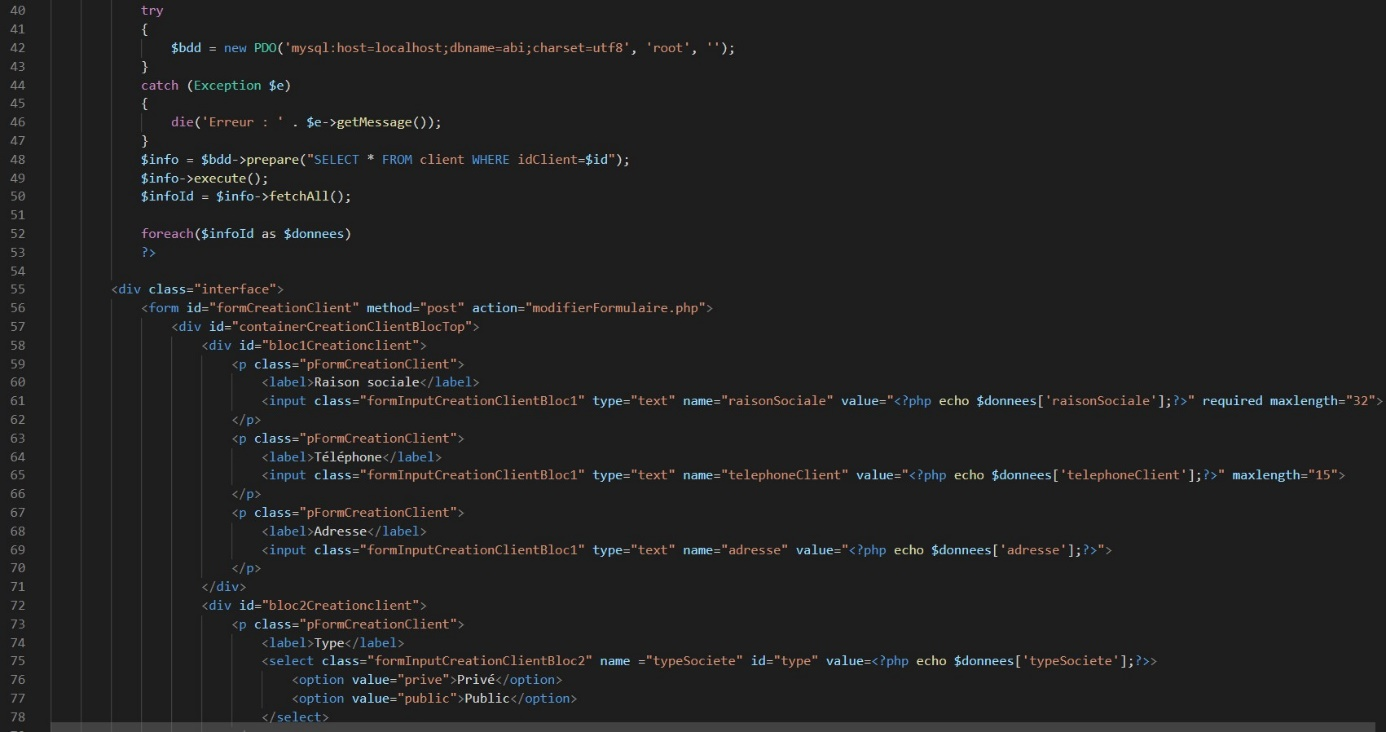 40 try
41 {
42 $bdd = new PDO('mysql:host=localhost;dbname=abi;charset=utf8', 'root', '');
43 }
44 catch (Exception $e)
45 {
46 die('Erreur : ' . $e->getMessage());
47 }
48 $info = $bdd->prepare("SELECT * FROM client WHERE idClient=$id");
49 $info->execute();
50 $infoId = $info->fetchAll();
51
52 foreach($infoId as $donnees)
53 ?>
54
55 <div class="interface">
56 <form id="formCreationClient" method="post" action="modifierFormulaire.php">
57 <div id="containerCreationClientBlocTop">
58 <div id="bloc1Creationclient">
59 <p class="pFormCreationClient">
60 <label>Raison sociale</label>
61 <input class="formInputCreationClientBloc1" type="text" name="raisonSociale" value="<?php echo $donnees['raisonSociale'];?>" required maxlength="32">
62 </p>
63 <p class="pFormCreationClient">
64 <label>Téléphone</label>
65 <input class="formInputCreationClientBloc1" type="text" name="telephoneClient" value="<?php echo $donnees['telephoneClient'];?>" maxlength="15">
66 </p>
67 <p class="pFormCreationClient">
68 <label>Adresse</label>
69 <input class="formInputCreationClientBloc1" type="text" name="adresse" value="<?php echo $donnees['adresse'];?>">
70 </p>
71 </div>
72 <div id="bloc2Creationclient">
73 <p class="pFormCreationClient">
74 <label>Type</label>
75 <select class="formInputCreationClientBloc2" name ="typeSociete" id="type" value=<?php echo $donnees['typeSociete'];?>>
76 <option value="prive">Privé</option>
77 <option value="public">Public</option>
78 </select>